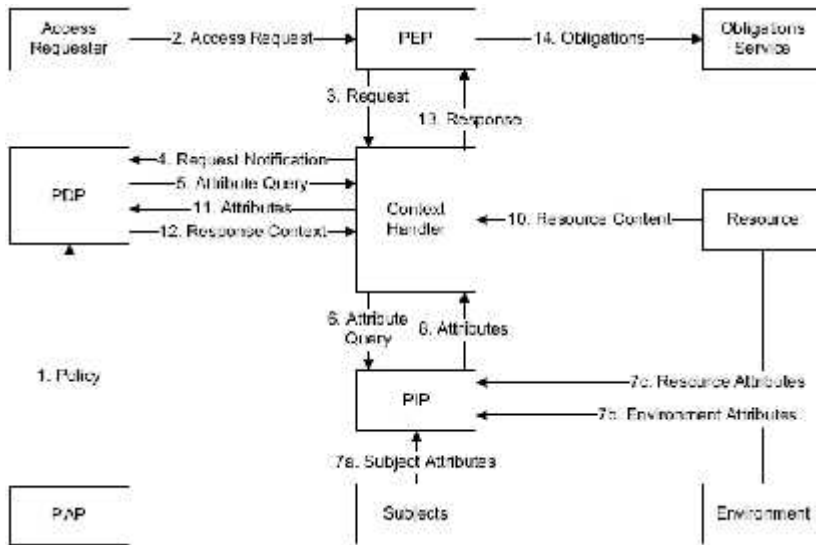 Access
Requester
2. Access Request
PEP
14. Obligations
Obligations
Service
3. Request
13. Response
4. Request Notification
5. Attribute Query
11. Attributes
12. Response Context
PDP
Context
Handler
10. Resource Content
Resource
6. Attribute
Query
8. Attributes
1. Policy
PIP
7c. Resource Attributes
7b. Environment Attributes
7a. Subject Attributes
PAP
Subjects
Environment